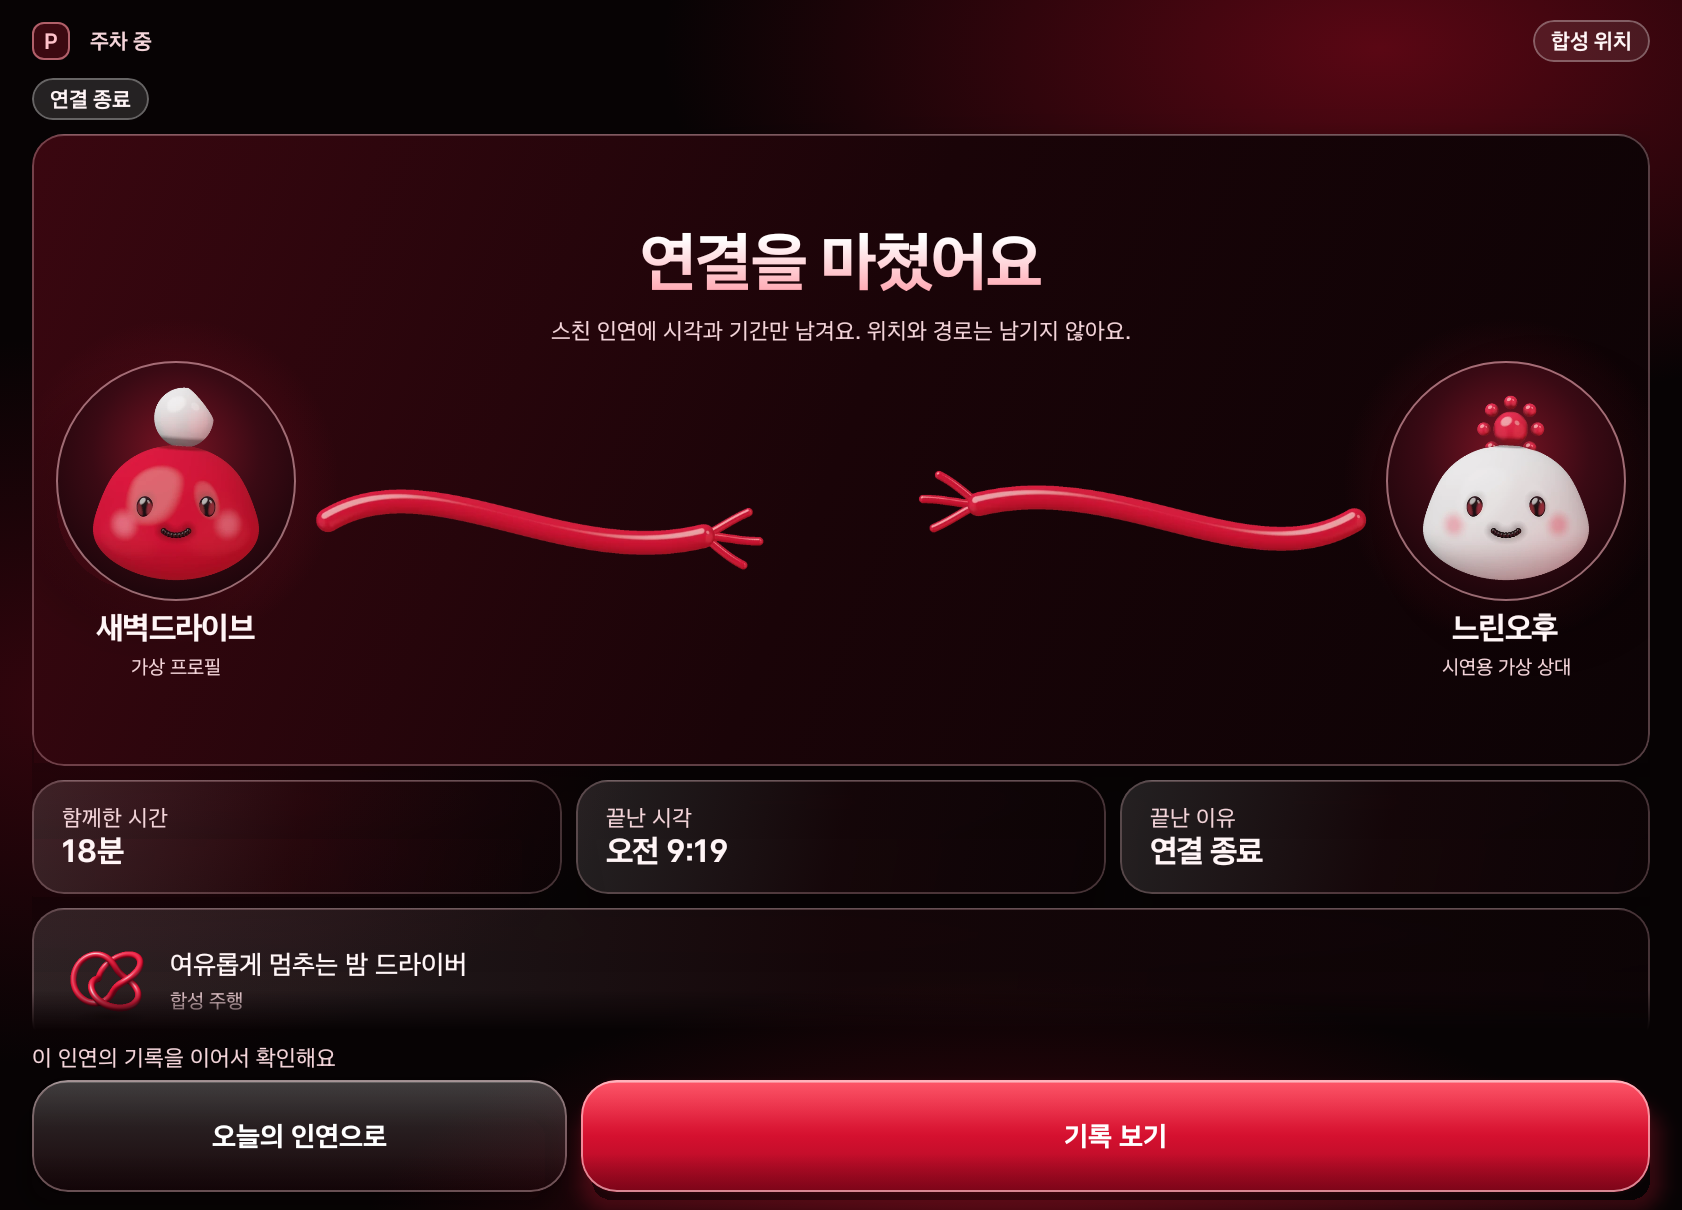 P 주차 중
합성 위치
연결 종료
연결을 마쳤어요
스친 인연에 시각과 기간만 남겨요. 위치와 경로는 남기지 않아요.
새벽드라이브
가상 프로필
느린오후
시연용 가상 상대
함께한 시간
18분
끝난 시각
오전 9:19
끝난 이유
연결 종료
여유롭게 멈추는 밤 드라이버
합성 주행
이 인연의 기록을 이어서 확인해요
오늘의 인연으로
기록 보기